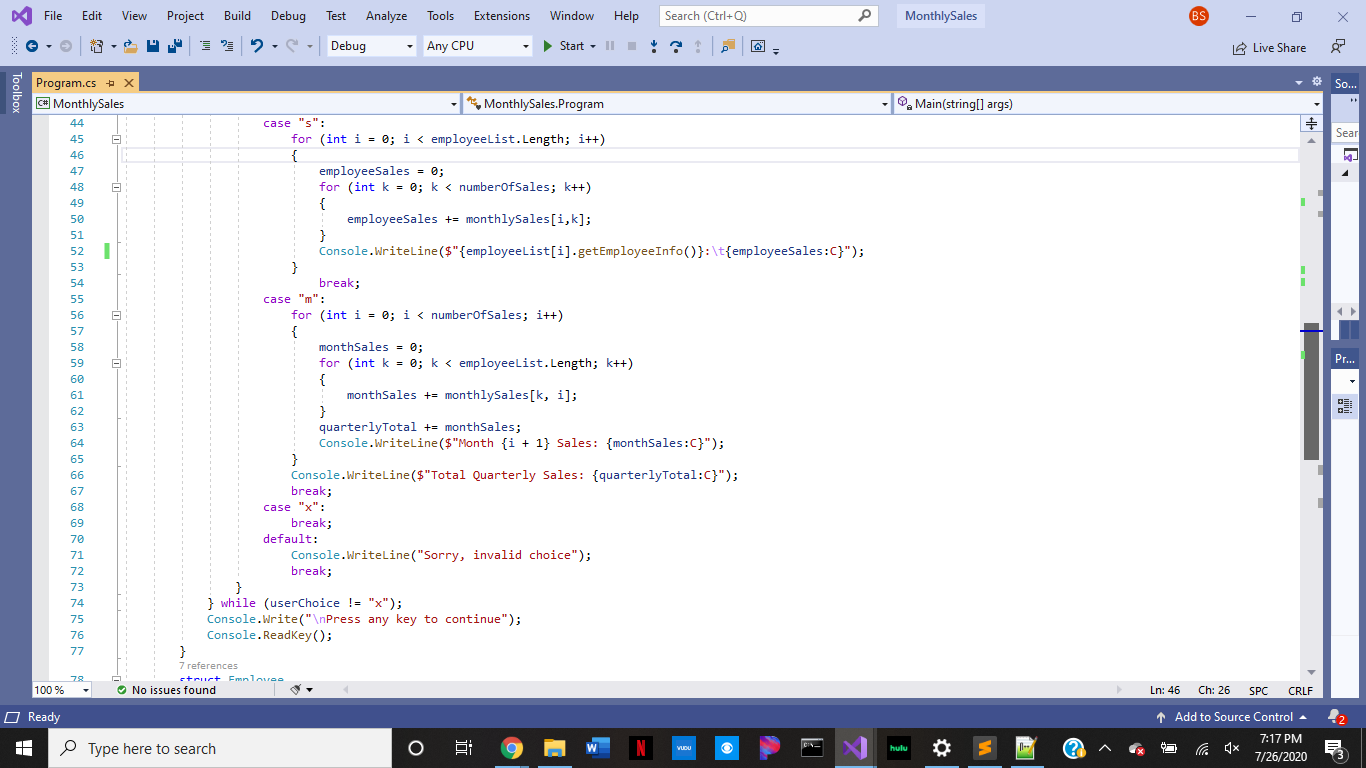 File Edit View Project Build Debug Test Analyze Tools Extensions Window Help Search (Ctrl+Q) MonthlySales BS
Debug Any CPU Start Live Share
Toolbox
Program.cs
So...
C# MonthlySales MonthlySales.Program Main(string[] args)
Sear
44 case "s":
45 for (int i = 0; i < employeeList.Length; i++)
46 {
47 employeeSales = 0;
48 for (int k = 0; k < numberOfSales; k++)
49 {
50 employeeSales += monthlySales[i,k];
51 }
52 Console.WriteLine($"{employeeList[i].getEmployeeInfo()}:\t{employeeSales:C}");
53 }
54 break;
55 case "m":
56 for (int i = 0; i < numberOfSales; i++)
57 {
58 monthSales = 0;
59 for (int k = 0; k < employeeList.Length; k++)
60 {
61 monthSales += monthlySales[k, i];
62 }
63 quarterlyTotal += monthSales;
64 Console.WriteLine($"Month {i + 1} Sales: {monthSales:C}");
65 }
66 Console.WriteLine($"Total Quarterly Sales: {quarterlyTotal:C}");
67 break;
68 case "x":
69 break;
70 default:
71 Console.WriteLine("Sorry, invalid choice");
72 break;
73 }
74 } while (userChoice != "x");
75 Console.Write("\nPress any key to continue");
76 Console.ReadKey();
77 }
7 references
78 struct Employee
Pr...
100 % No issues found Ln: 46 Ch: 26 SPC CRLF
Ready Add to Source Control 2
Type here to search VUDU hulu 7:17 PM
7/26/2020 3